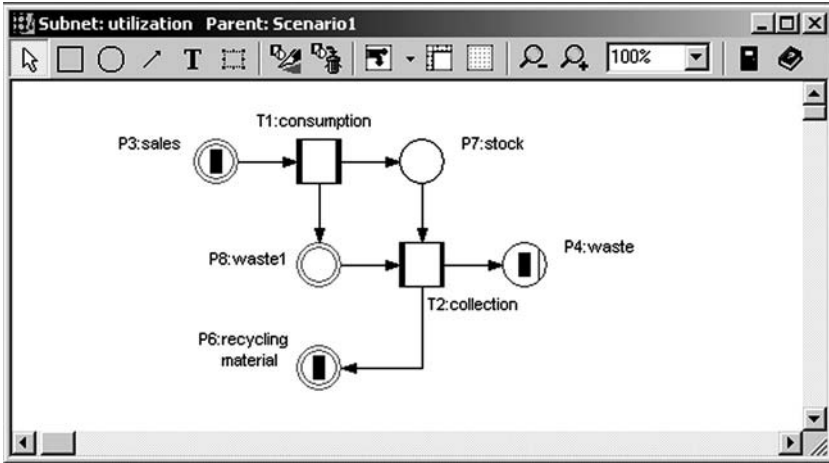 Subnet: utilization Parent: Scenario1
T
100%
T1:consumption
P3:sales
P7:stock
P8:waste1
P4:waste
T2:collection
P6:recycling
material